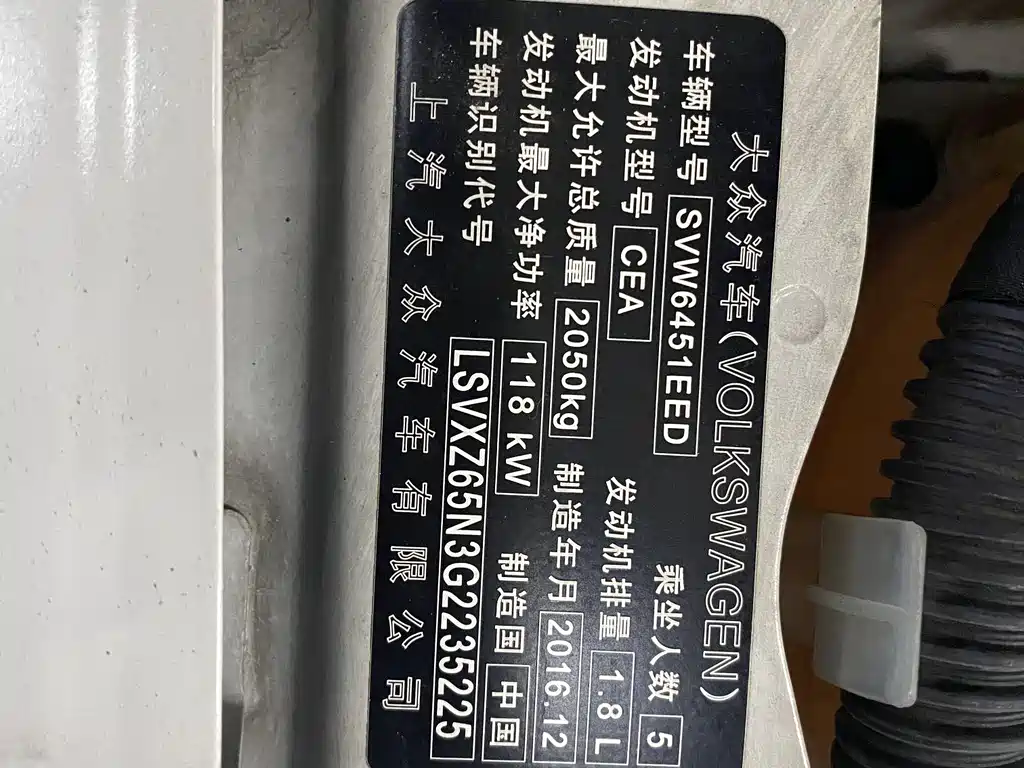 大众汽车(VOLKSWAGEN)
车辆型号 SVW6451EED 乘坐人数 5
发动机型号 CEA 发动机排量 1.8 L
最大允许总质量 2050kg 制造年月 2016.12
发动机最大净功率 118 kW 制造国 中国
车辆识别代号 LSVXZ65N3G2235225
上汽大众汽车有限公司